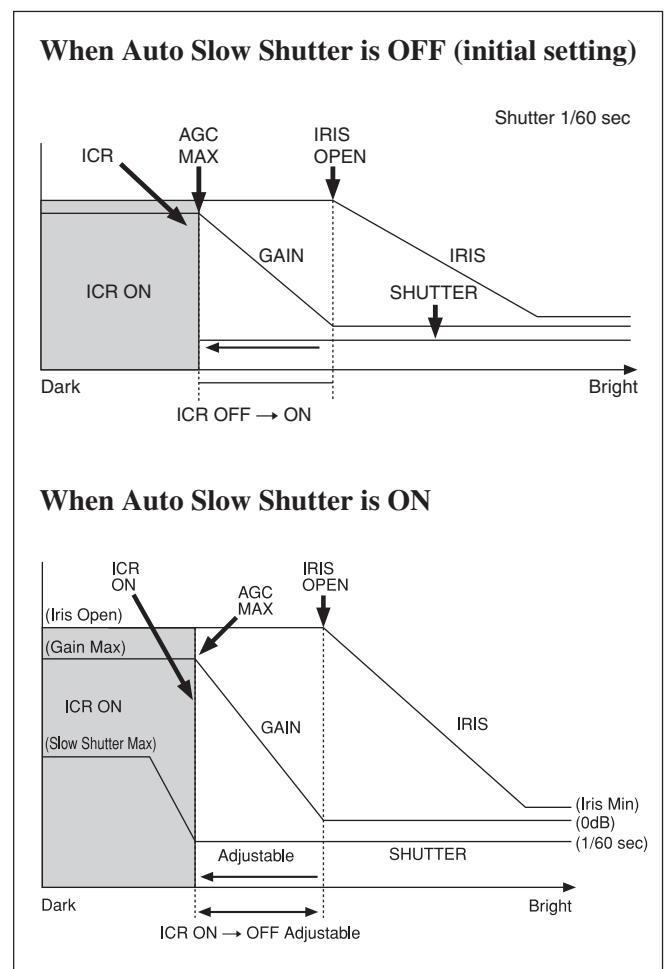 When Auto Slow Shutter is OFF (initial setting)
Shutter 1/60 sec
AGC
MAX
IRIS
OPEN
ICR
GAIN
IRIS
ICR ON
SHUTTER
Dark
Bright
ICR OFF → ON
When Auto Slow Shutter is ON
ICR
ON
IRIS
OPEN
AGC
MAX
(Iris Open)
(Gain Max)
ICR ON
GAIN
IRIS
(Slow Shutter Max)
(Iris Min)
(0dB)
(1/60 sec)
Adjustable
SHUTTER
Dark
Bright
ICR ON → OFF Adjustable